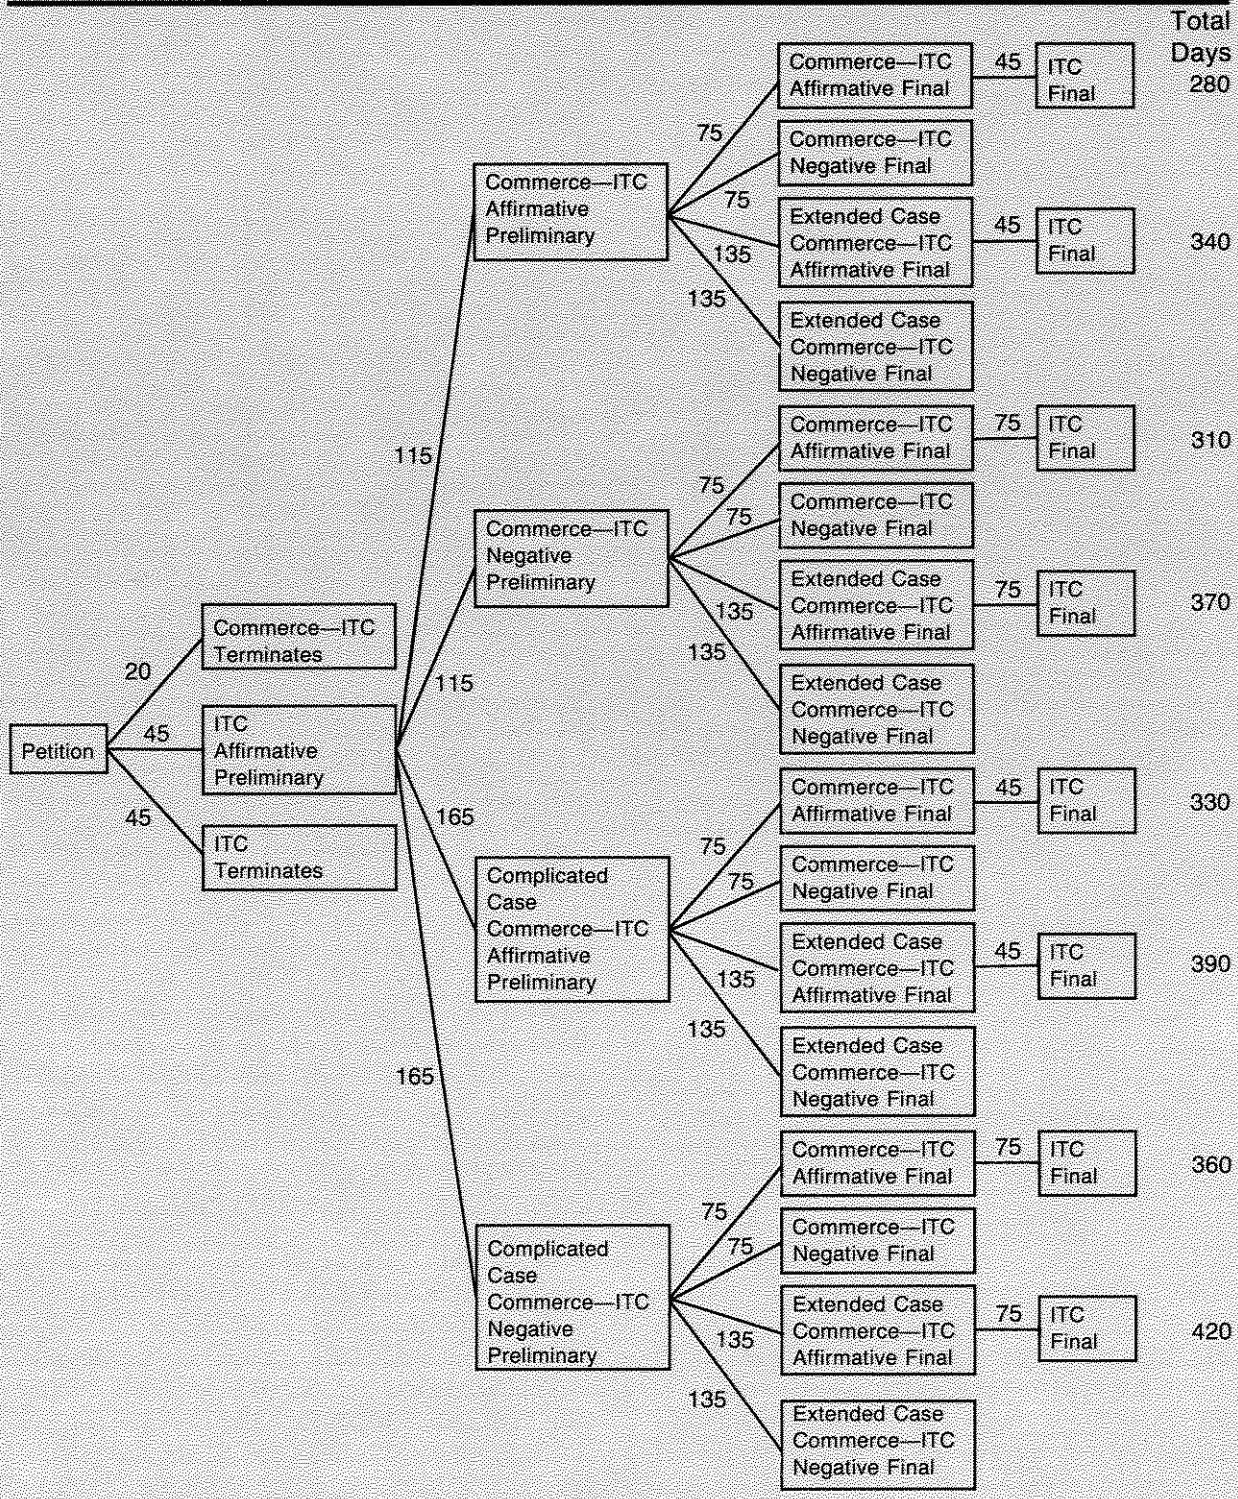 Total
Days
Commerce—ITC
Affirmative Final
45
ITC
Final
280
75
Commerce—ITC
Negative Final
75
Commerce—ITC
Affirmative
Preliminary
Extended Case
Commerce—ITC
Affirmative Final
45
ITC
Final
340
135
135
Extended Case
Commerce—ITC
Negative Final
115
Commerce—ITC
Affirmative Final
75
ITC
Final
310
75
Commerce—ITC
Negative Final
75
Commerce—ITC
Negative
Preliminary
Extended Case
Commerce—ITC
Affirmative Final
75
ITC
Final
370
135
135
Extended Case
Commerce—ITC
Negative Final
115
Commerce—ITC
Terminates
20
Petition
45
ITC
Affirmative
Preliminary
45
ITC
Terminates
165
Commerce—ITC
Affirmative Final
45
ITC
Final
330
75
Commerce—ITC
Negative Final
75
Complicated
Case
Commerce—ITC
Affirmative
Preliminary
Extended Case
Commerce—ITC
Affirmative Final
45
ITC
Final
390
135
135
Extended Case
Commerce—ITC
Negative Final
165
Commerce—ITC
Affirmative Final
75
ITC
Final
360
75
Commerce—ITC
Negative Final
75
Complicated
Case
Commerce—ITC
Negative
Preliminary
Extended Case
Commerce—ITC
Affirmative Final
75
ITC
Final
420
135
135
Extended Case
Commerce—ITC
Negative Final